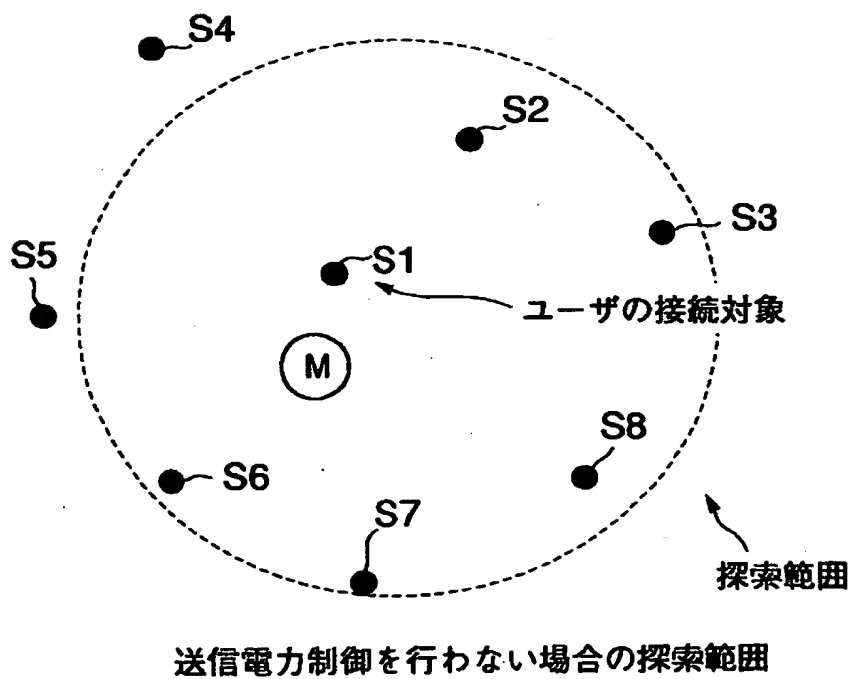 S4
S2
S3
S5
S1
ユーザの接続対象
M
S8
S6
S7
探索範囲
送信電力制御を行わない場合の探索範囲